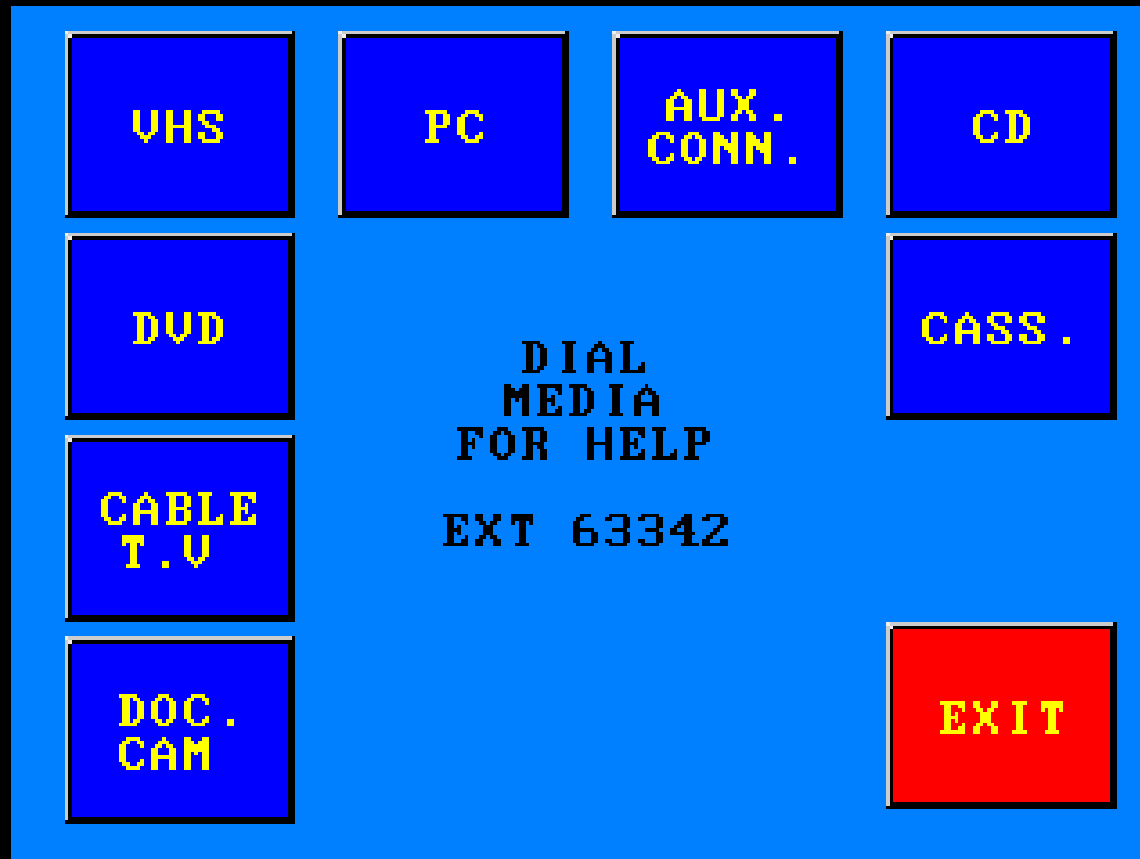 VHS
PC
AUX.
CONN.
CD
DVD
CASS.
DIAL
MEDIA
FOR HELP
EXT 63342
CABLE
T.V
DOC.
CAM
EXIT